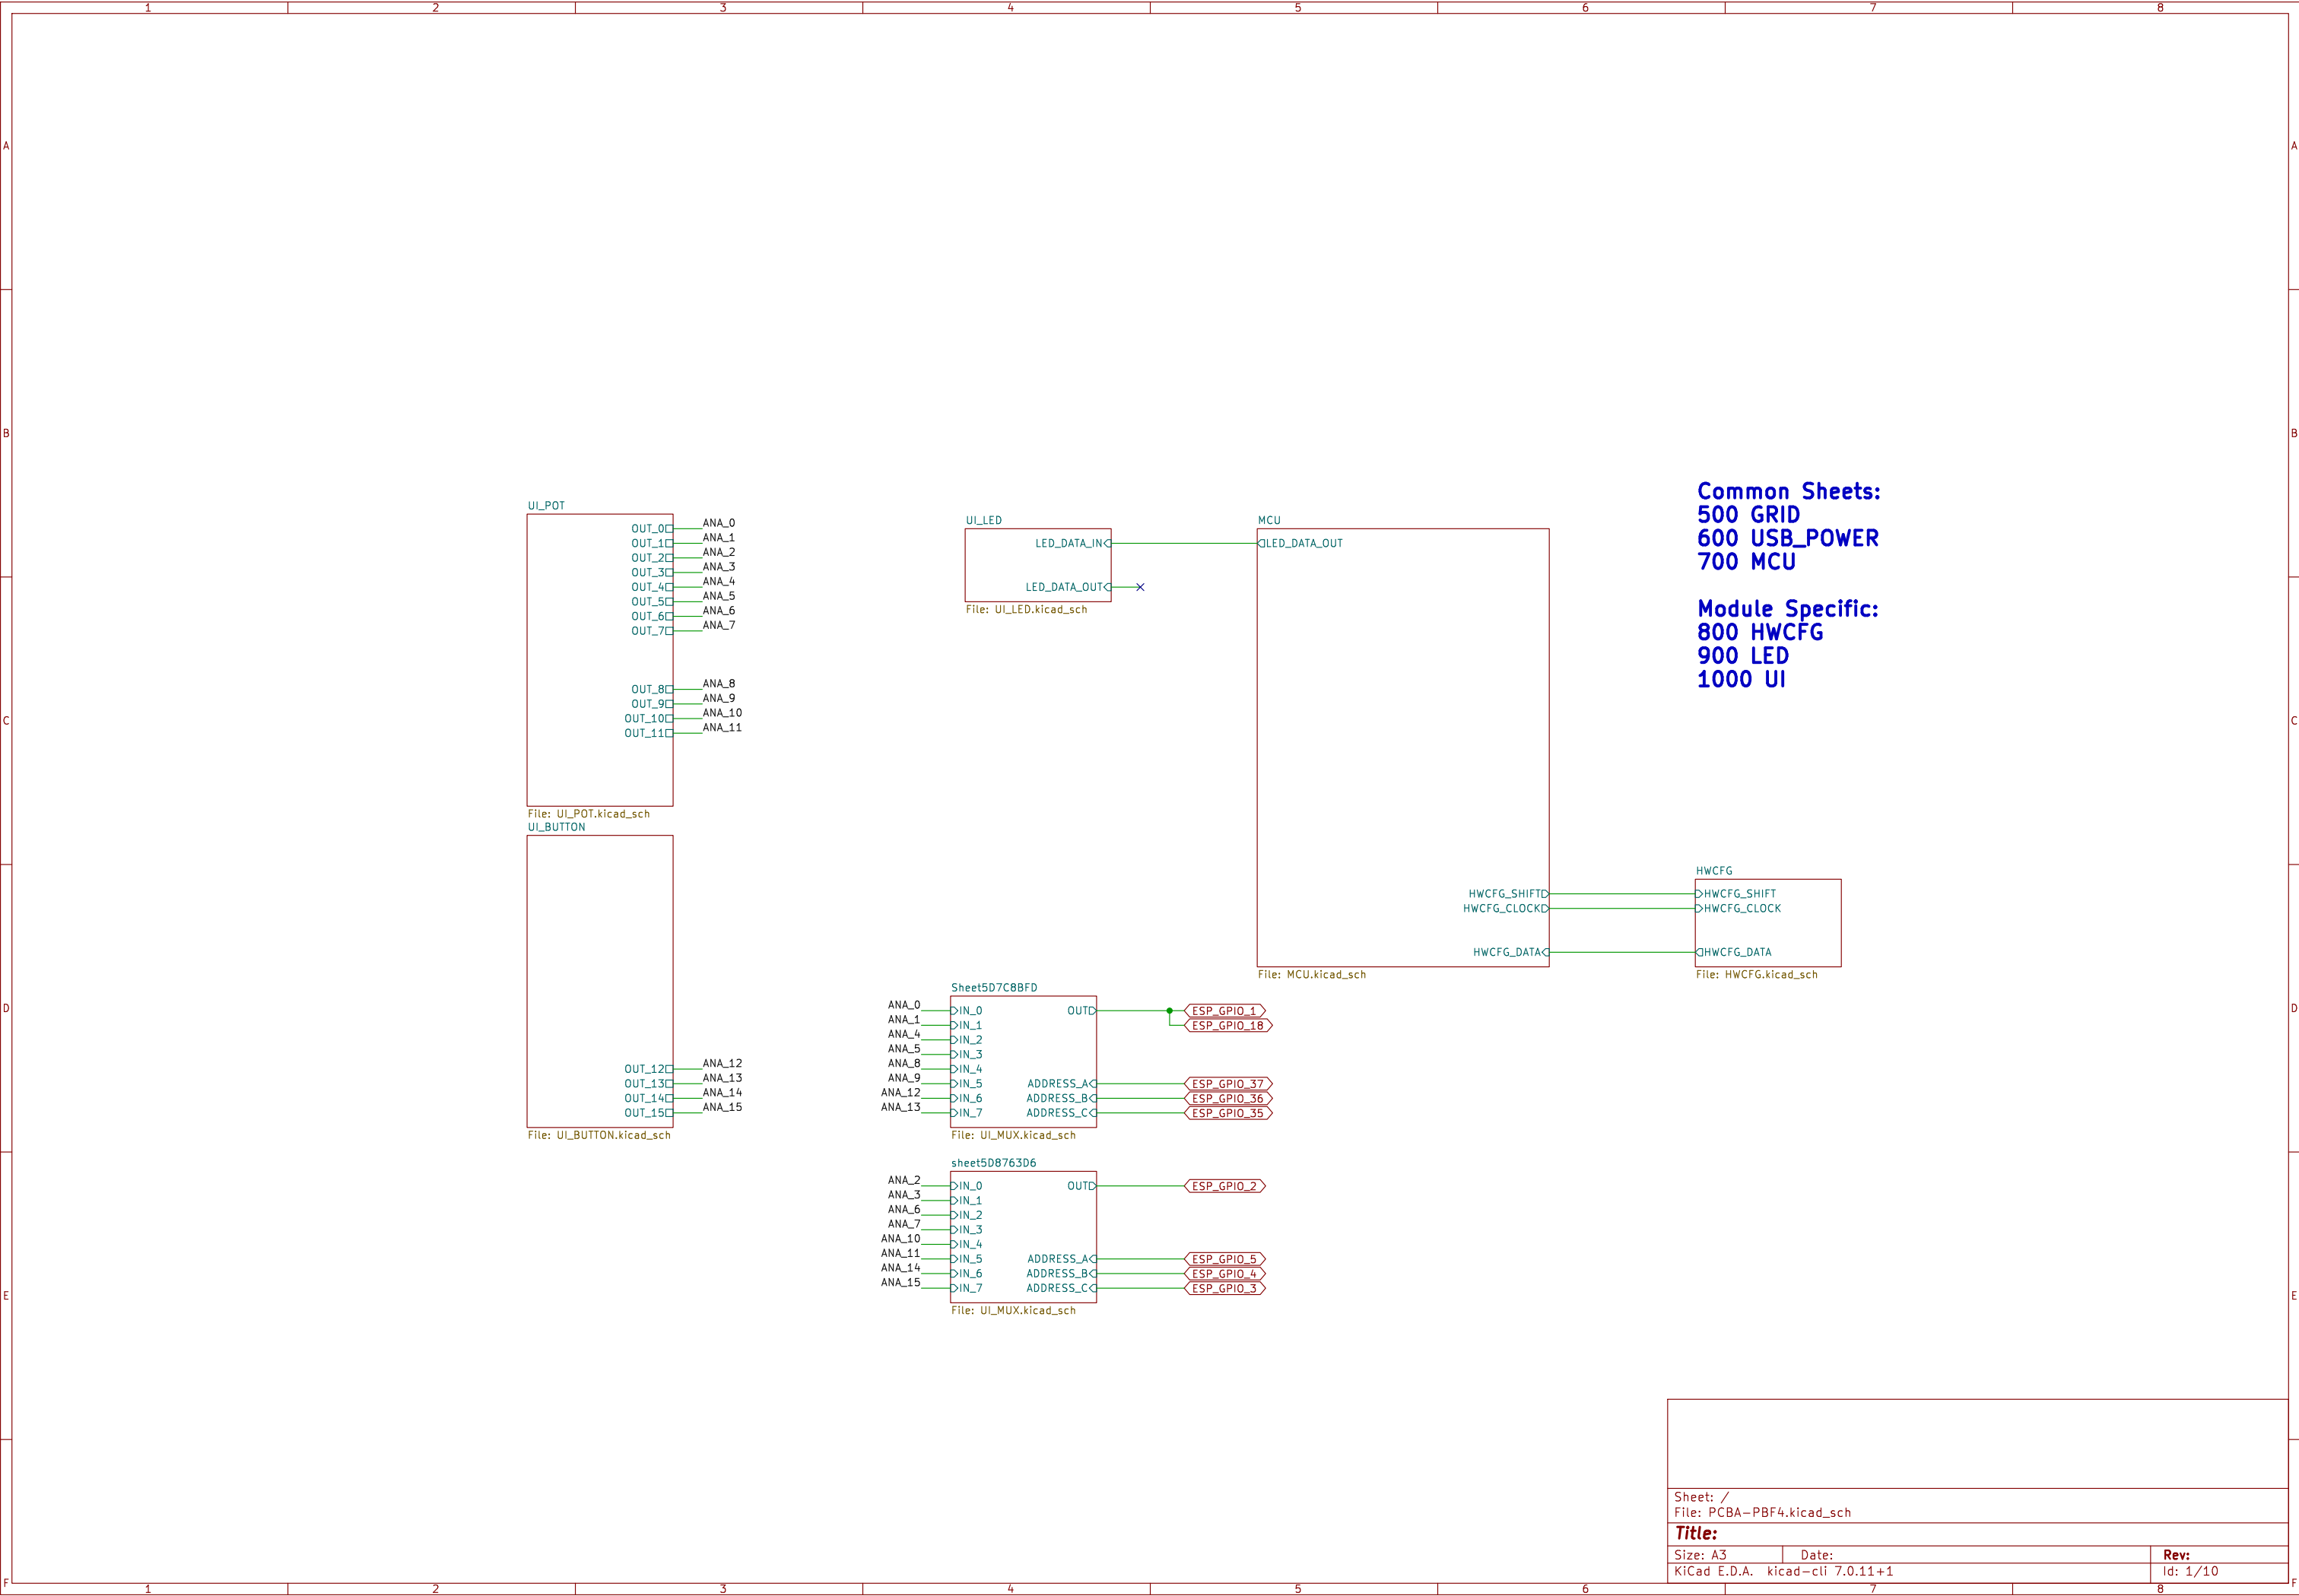 1 2 3 4 5 6 7 8
A A
B B
C C
D D
E E
F F
UI_POT
OUT_0 ANA_0
OUT_1 ANA_1
OUT_2 ANA_2
OUT_3 ANA_3
OUT_4 ANA_4
OUT_5 ANA_5
OUT_6 ANA_6
OUT_7 ANA_7
OUT_8 ANA_8
OUT_9 ANA_9
OUT_10 ANA_10
OUT_11 ANA_11
File: UI_POT.kicad_sch
UI_BUTTON
OUT_12 ANA_12
OUT_13 ANA_13
OUT_14 ANA_14
OUT_15 ANA_15
File: UI_BUTTON.kicad_sch
UI_LED
LED_DATA_IN
LED_DATA_OUT
File: UI_LED.kicad_sch
MCU
LED_DATA_OUT
HWCFG_SHIFT
HWCFG_CLOCK
HWCFG_DATA
File: MCU.kicad_sch
Common Sheets:
500 GRID
600 USB_POWER
700 MCU
Module Specific:
800 HWCFG
900 LED
1000 UI
HWCFG
HWCFG_SHIFT
HWCFG_CLOCK
HWCFG_DATA
File: HWCFG.kicad_sch
Sheet5D7C8BFD
ANA_0 IN_0 OUT ESP_GPIO_1
ANA_1 IN_1 ESP_GPIO_18
ANA_4 IN_2
ANA_5 IN_3
ANA_8 IN_4
ANA_9 IN_5 ADDRESS_A ESP_GPIO_37
ANA_12 IN_6 ADDRESS_B ESP_GPIO_36
ANA_13 IN_7 ADDRESS_C ESP_GPIO_35
File: UI_MUX.kicad_sch
sheet5D8763D6
ANA_2 IN_0 OUT ESP_GPIO_2
ANA_3 IN_1
ANA_6 IN_2
ANA_7 IN_3
ANA_10 IN_4
ANA_11 IN_5 ADDRESS_A ESP_GPIO_5
ANA_14 IN_6 ADDRESS_B ESP_GPIO_4
ANA_15 IN_7 ADDRESS_C ESP_GPIO_3
File: UI_MUX.kicad_sch
Sheet: /
File: PCBA-PBF4.kicad_sch
Title:
Size: A3 Date: Rev:
KiCad E.D.A. kicad-cli 7.0.11+1 Id: 1/10
1 2 3 4 5 6 7 8